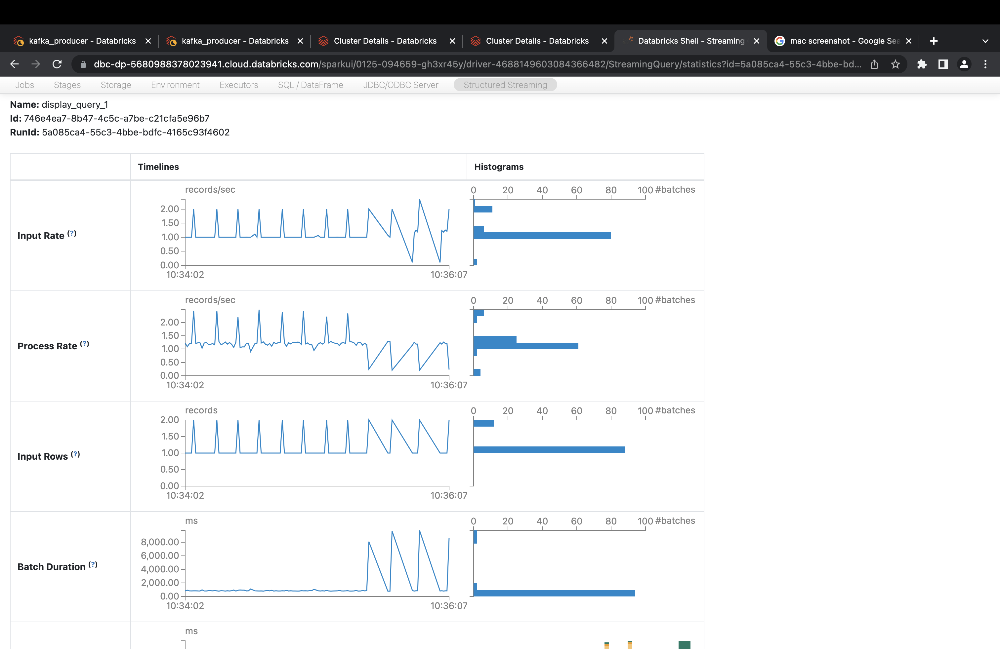 kafka_producer - Databricks
kafka_producer - Databricks
Cluster Details - Databricks
Cluster Details - Databricks
Databricks Shell - Streaming
mac screenshot - Google Sea
dbc-dp-5680988378023941.cloud.databricks.com/sparkui/0125-094659-gh3xr45y/driver-4688149603084366482/StreamingQuery/statistics?id=5a085ca4-55c3-4bbe-bd...
Jobs Stages Storage Environment Executors SQL / DataFrame JDBC/ODBC Server Structured Streaming
Name: display_query_1
Id: 746e4ea7-8b47-4c5c-a7be-c21cfa5e96b7
RunId: 5a085ca4-55c3-4bbe-bdfc-4165c93f4602
Timelines Histograms
Input Rate (?)
records/sec
2.00
1.50
1.00
0.50
0.00
10:34:02 10:36:07
0 20 40 60 80 100 #batches
Process Rate (?)
records/sec
2.00
1.50
1.00
0.50
0.00
10:34:02 10:36:07
0 20 40 60 80 100 #batches
Input Rows (?)
records
2.00
1.50
1.00
0.50
0.00
10:34:02 10:36:07
0 20 40 60 80 100 #batches
Batch Duration (?)
ms
8,000.00
6,000.00
4,000.00
2,000.00
0.00
10:34:02 10:36:07
0 20 40 60 80 100 #batches
ms